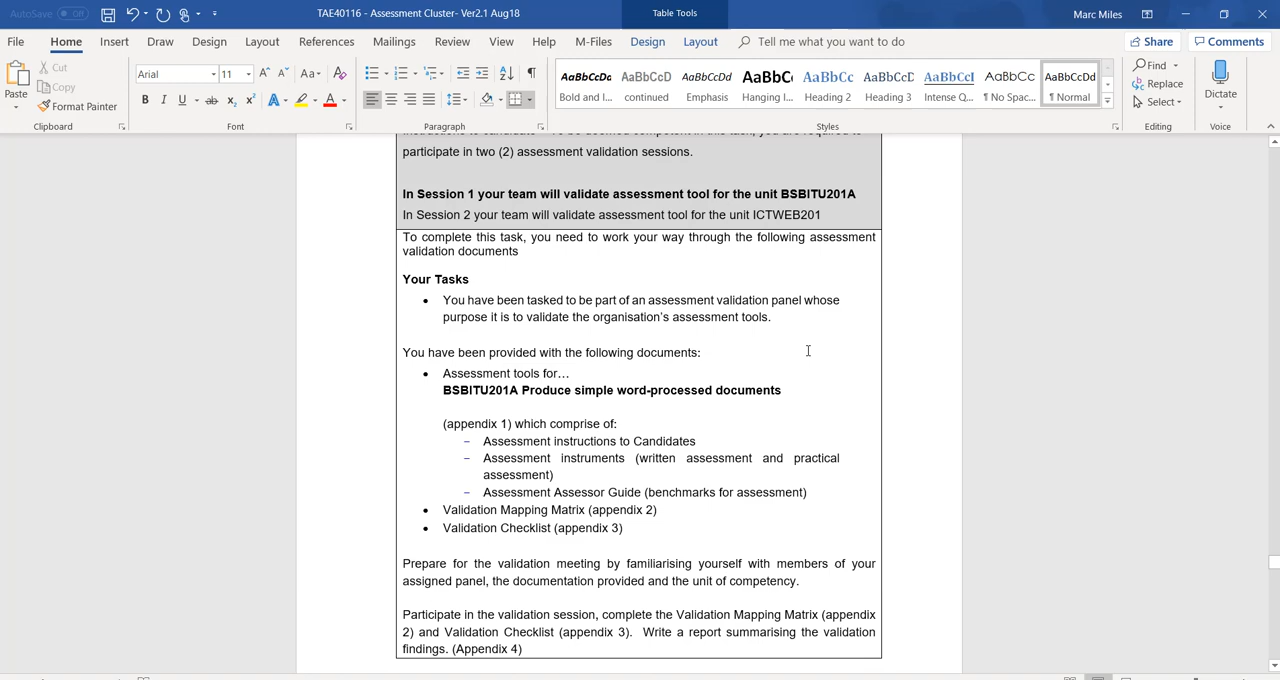 AutoSave Off
TAE40116 - Assessment Cluster- Ver2.1 Aug18
Table Tools
Marc Miles
File Home Insert Draw Design Layout References Mailings Review View Help M-Files Design Layout Tell me what you want to do Share Comments
Paste
Cut
Copy
Format Painter
Clipboard
Arial 11
Font
Paragraph
AaBbCcDc AaBbCcD AaBbCcDd AaBbC AaBbCc AaBbCcD AaBbCcI AaBbCc AaBbCcDd
Bold and I... continued Emphasis Hanging I... Heading 2 Heading 3 Intense Q... ¶ No Spac... ¶ Normal
Styles
Find
Replace
Select
Editing
Dictate
Voice
participate in two (2) assessment validation sessions.
In Session 1 your team will validate assessment tool for the unit BSBITU201A
In Session 2 your team will validate assessment tool for the unit ICTWEB201
To complete this task, you need to work your way through the following assessment
validation documents
Your Tasks
• You have been tasked to be part of an assessment validation panel whose
purpose it is to validate the organisation's assessment tools.
You have been provided with the following documents:
• Assessment tools for…
BSBITU201A Produce simple word-processed documents
(appendix 1) which comprise of:
– Assessment instructions to Candidates
– Assessment instruments (written assessment and practical
assessment)
– Assessment Assessor Guide (benchmarks for assessment)
• Validation Mapping Matrix (appendix 2)
• Validation Checklist (appendix 3)
Prepare for the validation meeting by familiarising yourself with members of your
assigned panel, the documentation provided and the unit of competency.
Participate in the validation session, complete the Validation Mapping Matrix (appendix
2) and Validation Checklist (appendix 3). Write a report summarising the validation
findings. (Appendix 4)